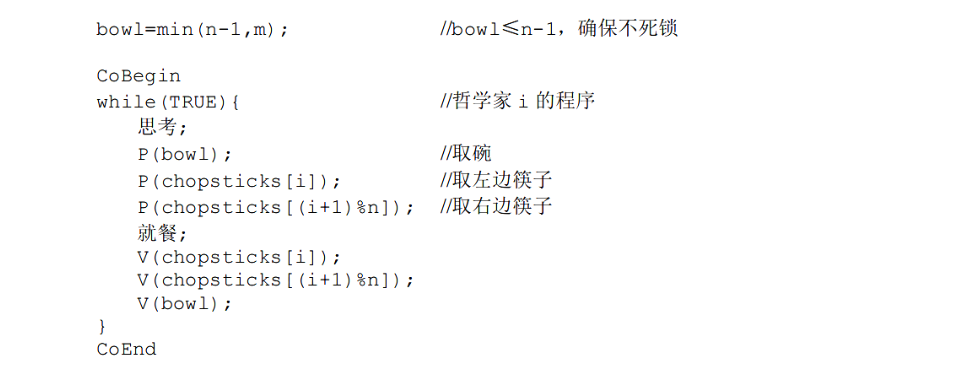 bowl=min(n-1,m); //bowl≤n-1，确保不死锁
CoBegin
while(TRUE){ //哲学家 i 的程序
思考;
P(bowl); //取碗
P(chopsticks[i]); //取左边筷子
P(chopsticks[(i+1)%n]); //取右边筷子
就餐;
V(chopsticks[i]);
V(chopsticks[(i+1)%n]);
V(bowl);
}
CoEnd